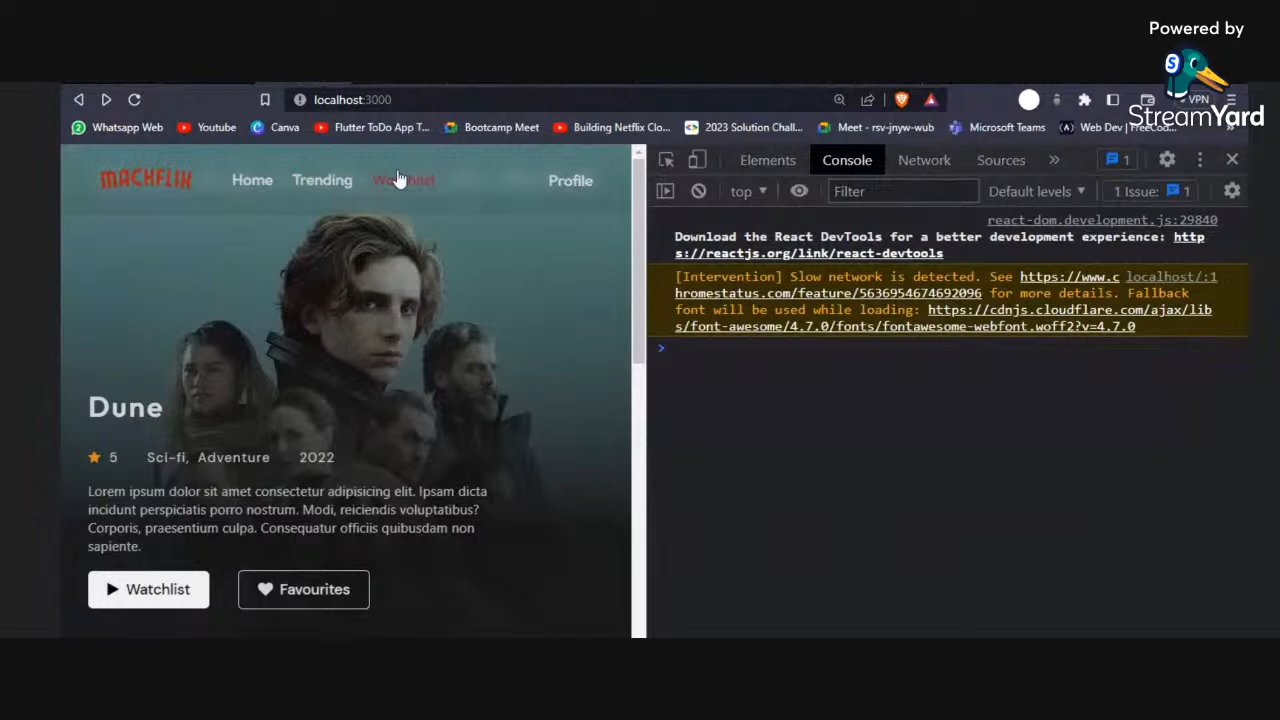 Powered by
S
StreamYard
localhost:3000
VPN
Whatsapp Web
Youtube
Canva
Flutter ToDo App T...
Bootcamp Meet
Building Netflix Clo...
2023 Solution Chall...
Meet - rsv-jnyw-wub
Microsoft Teams
Web Dev | FreeCod...
MACHFLIX
Home
Trending
Watchlist
Profile
Dune
5 Sci-fi, Adventure 2022
Lorem ipsum dolor sit amet consectetur adipisicing elit. Ipsam dicta
incidunt perspiciatis porro nostrum. Modi, reiciendis voluptatibus?
Corporis, praesentium culpa. Consequatur officiis quibusdam non
sapiente.
Watchlist
Favourites
Elements
Console
Network
Sources
»
1
top
Filter
Default levels
1 Issue: 1
react-dom.development.js:29840
Download the React DevTools for a better development experience: http
s://reactjs.org/link/react-devtools
[Intervention] Slow network is detected. See https://www.c localhost/:1
hromestatus.com/feature/5636954674692096 for more details. Fallback
font will be used while loading: https://cdnjs.cloudflare.com/ajax/lib
s/font-awesome/4.7.0/fonts/fontawesome-webfont.woff2?v=4.7.0
>